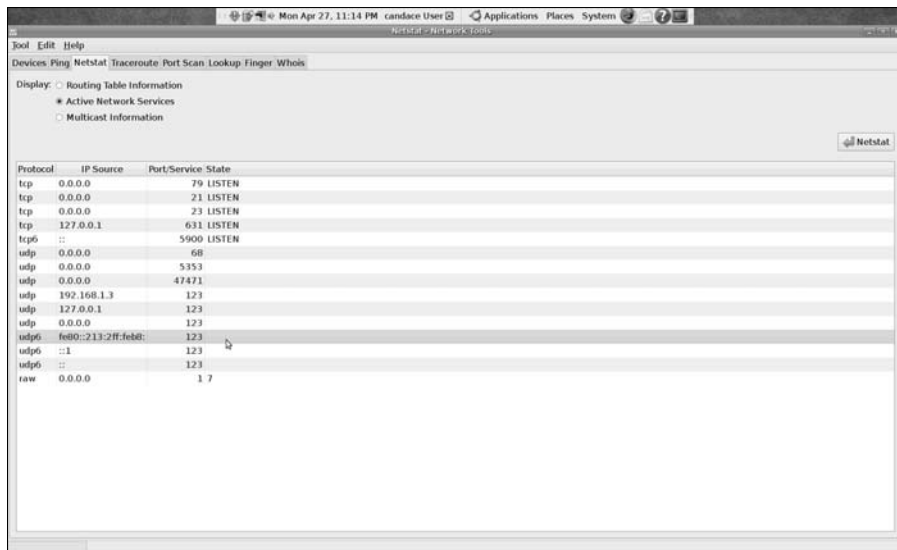 Mon Apr 27, 11:14 PM candace User Applications Places System
Netstat - Network Tools
Tool Edit Help
Devices Ping Netstat Traceroute Port Scan Lookup Finger Whois
Display: Routing Table Information
Active Network Services
Multicast Information
Netstat
Protocol IP Source Port/Service State
tcp 0.0.0.0 79 LISTEN
tcp 0.0.0.0 21 LISTEN
tcp 0.0.0.0 23 LISTEN
tcp 127.0.0.1 631 LISTEN
tcp6 :: 5900 LISTEN
udp 0.0.0.0 68
udp 0.0.0.0 5353
udp 0.0.0.0 47471
udp 192.168.1.3 123
udp 127.0.0.1 123
udp 0.0.0.0 123
udp6 fe80::213:2ff:feb8: 123
udp6 ::1 123
udp6 :: 123
raw 0.0.0.0 1 7